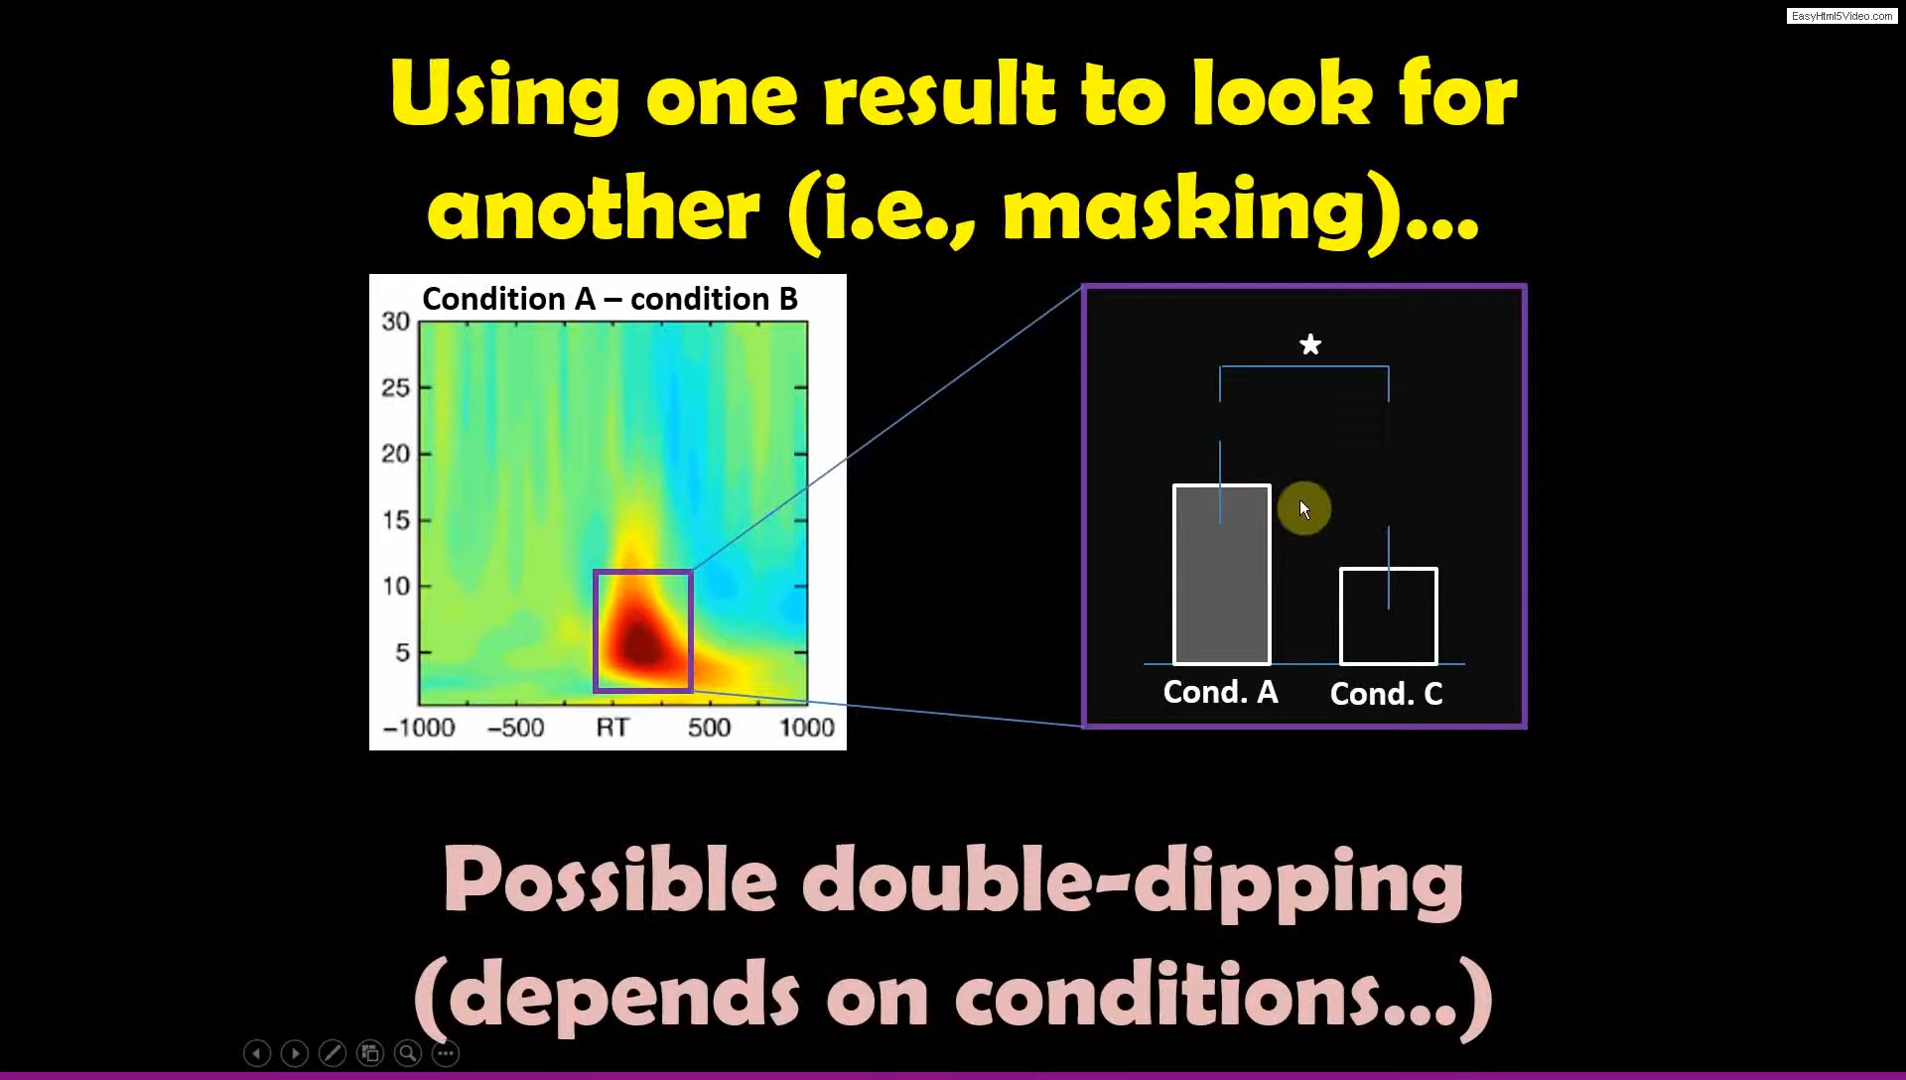 EasyHtml5Video.com
Using one result to look for
another (i.e., masking)...
Condition A – condition B
30
25
20
15
10
5
−1000 −500 RT 500 1000
*
Cond. A Cond. C
Possible double-dipping
(depends on conditions...)